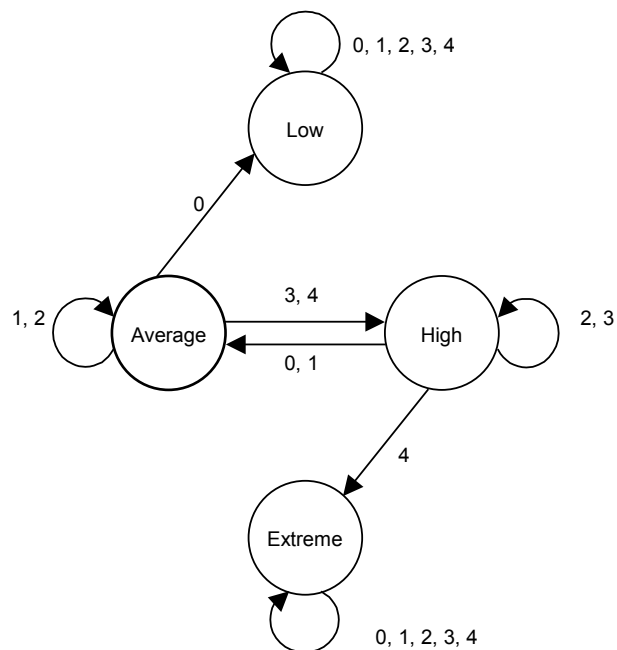 0, 1, 2, 3, 4
Low
0
1, 2
Average
3, 4
0, 1
High
2, 3
4
Extreme
0, 1, 2, 3, 4